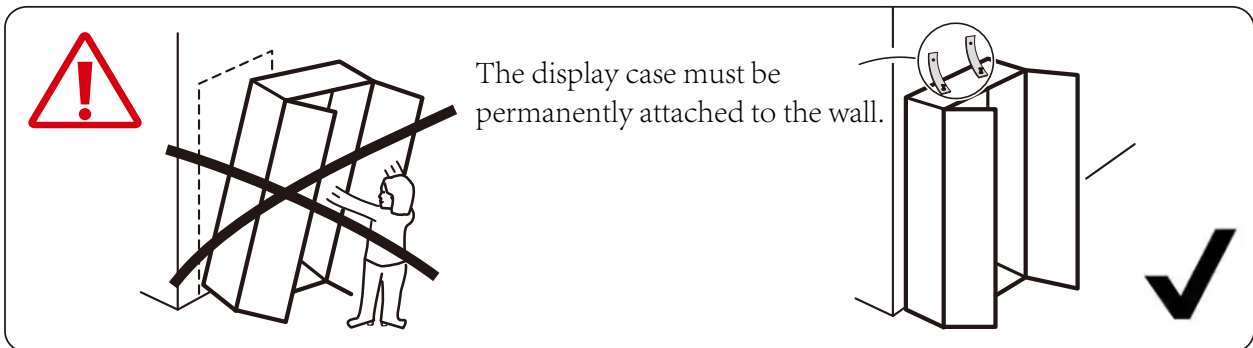 The display case must be
permanently attached to the wall.